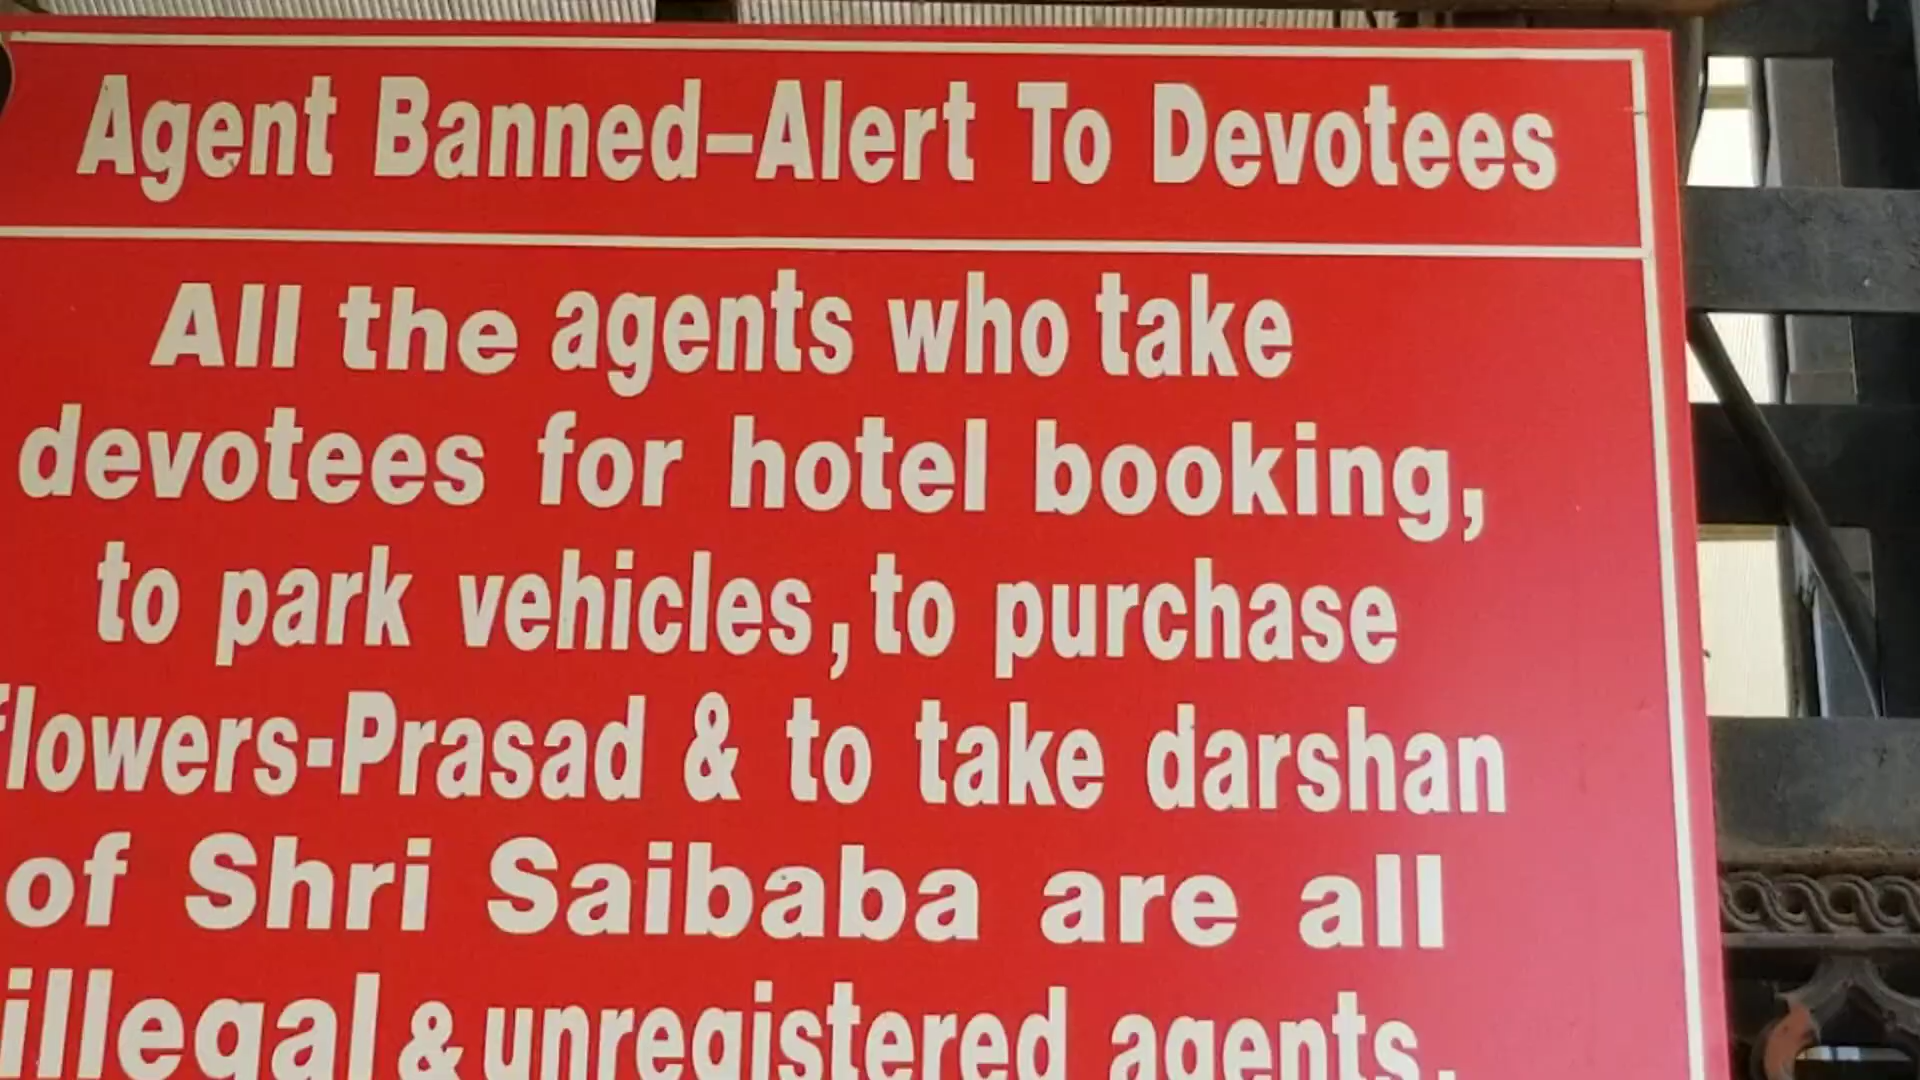 Agent Banned-Alert To Devotees
All the agents who take
devotees for hotel booking,
to park vehicles, to purchase
flowers-Prasad & to take darshan
of Shri Saibaba are all
illegal & unregistered agents.